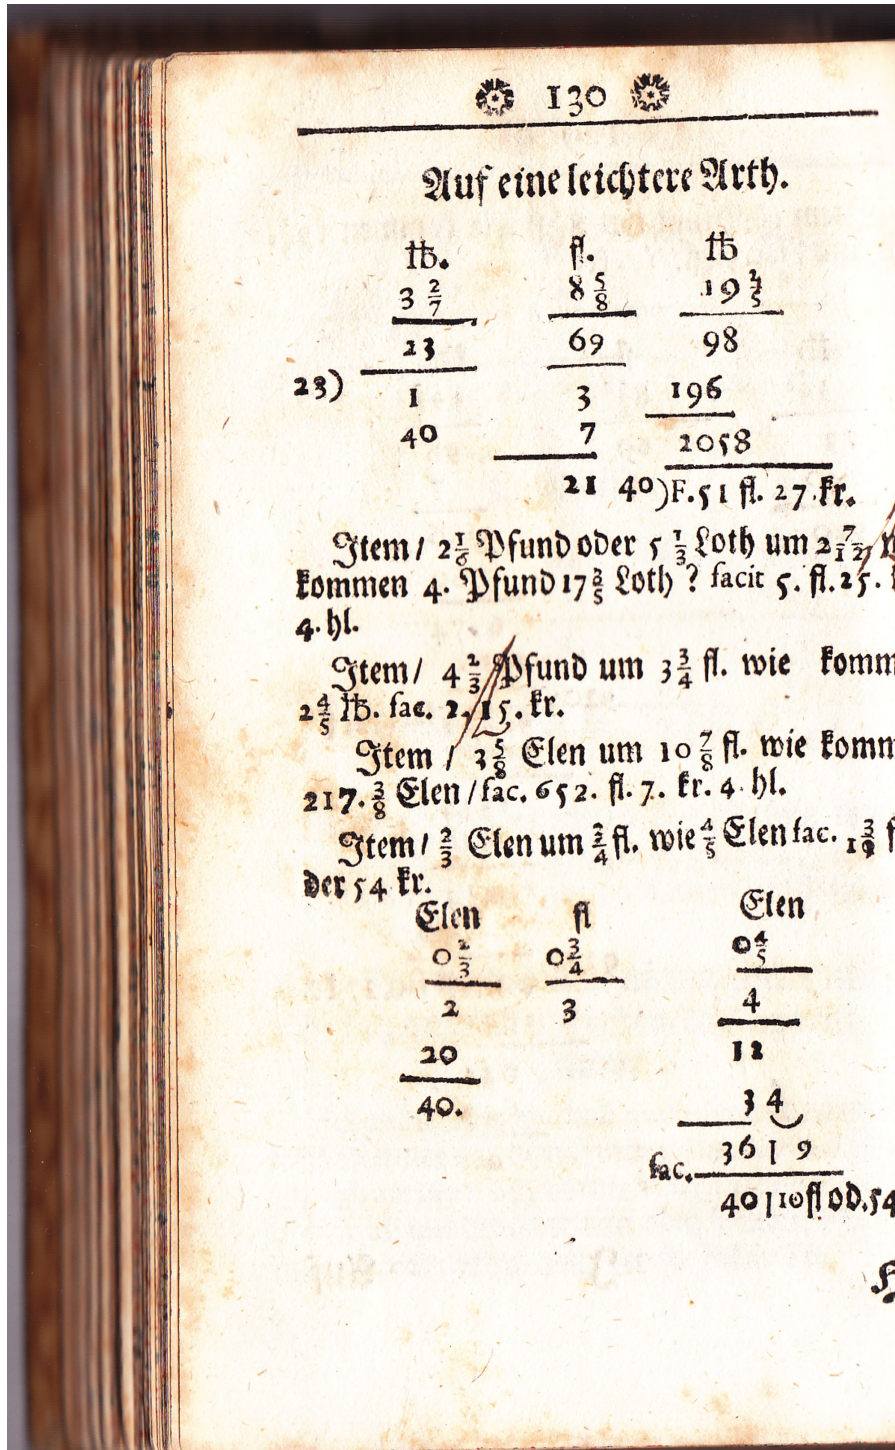 130
Auf eine leichtere Arth.
℔. fl. ℔
3 2/7 8 5/8 19 3/5
23 69 98
23) 1 3 196
40 7 2058
21 40)F.51 fl. 27.kr.
Item/ 2 1/6 Pfund oder 5 1/3 Loth um 2 7/12
kommen 4. Pfund 17 3/5 Loth? facit 5. fl. 25.
4. hl.
Item/ 4 2/3 Pfund um 3 3/4 fl. wie komm
2 4/5 ℔. fac. 2. 15. kr.
Item / 3 5/8 Elen um 10 7/8 fl. wie komm
217. 3/8 Elen/ fac. 652. fl. 7. kr. 4. hl.
Item/ 2/3 Elen um 3/4 fl. wie 4/5 Elen fac.
der 54 kr.
Elen fl Elen
0 2/3 0 3/4 0 4/5
2 3 4
20 12
40. 3 4
fac. 36 | 9
40 | 10 fl od. 54